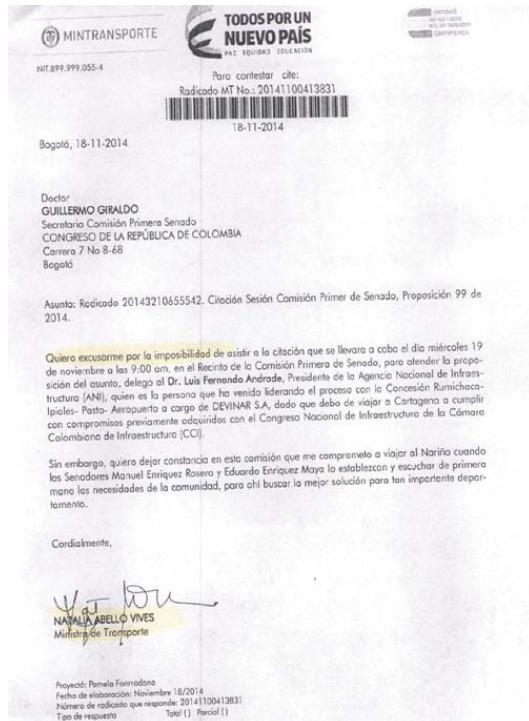 MINTRANSPORTE
TODOS POR UN
NUEVO PAÍS
PAZ EQUIDAD EDUCACIÓN
NIT.899.999.055-4
Para contestar cite:
Radicado MT No.: 20141100413831
18-11-2014
Bogotá, 18-11-2014
Doctor
GUILLERMO GIRALDO
Secretario Comisión Primera Senado
CONGRESO DE LA REPÚBLICA DE COLOMBIA
Carrera 7 No 8-68
Bogotá
Asunto: Radicado 20143210655542. Citación Sesión Comisión Primer de Senado, Proposición 99 de
2014.
Quiero excusarme por la imposibilidad de asistir a la citación que se llevara a cabo el día miércoles 19
de noviembre a las 9:00 am, en el Recinto de la Comisión Primera de Senado, para atender la propo-
sición del asunto, delego al Dr. Luis Fernando Andrade, Presidente de la Agencia Nacional de Infraes-
tructura (ANI), quien es la persona que ha venido liderando el proceso con la Concesión Rumichaca-
Ipiales- Pasto- Aeropuerto a cargo de DEVINAR S.A, dado que debo de viajar a Cartagena a cumplir
con compromisos previamente adquiridos con el Congreso Nacional de Infraestructura de la Cámara
Colombiana de Infraestructura (CCI).
Sin embargo, quiero dejar constancia en esta comisión que me comprometo a viajar al Nariño cuando
los Senadores Manuel Enriquez Rosero y Eduardo Enriquez Maya lo establezcan y escuchar de primera
mano las necesidades de la comunidad, para ahí buscar la mejor solución para tan importante depar-
tamento.
Cordialmente,
NATALIA ABELLO VIVES
Ministra de Transporte
Proyectó: Pamela Fonrrodona
Fecha de elaboración: Noviembre 18/2014
Número de radicado que responde: 20141100413831
Tipo de respuesta Total ( ) Parcial ( )